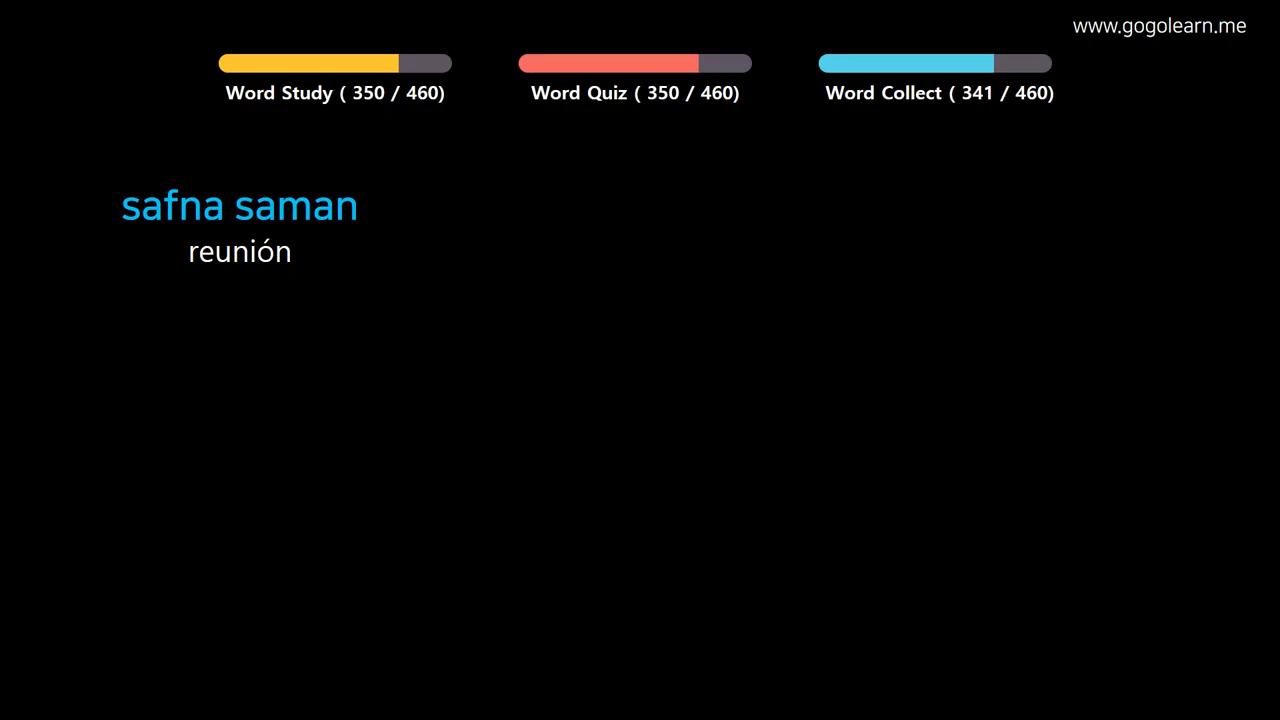 www.gogolearn.me
Word Study ( 350 / 460)
Word Quiz ( 350 / 460)
Word Collect ( 341 / 460)
safna saman
reunión